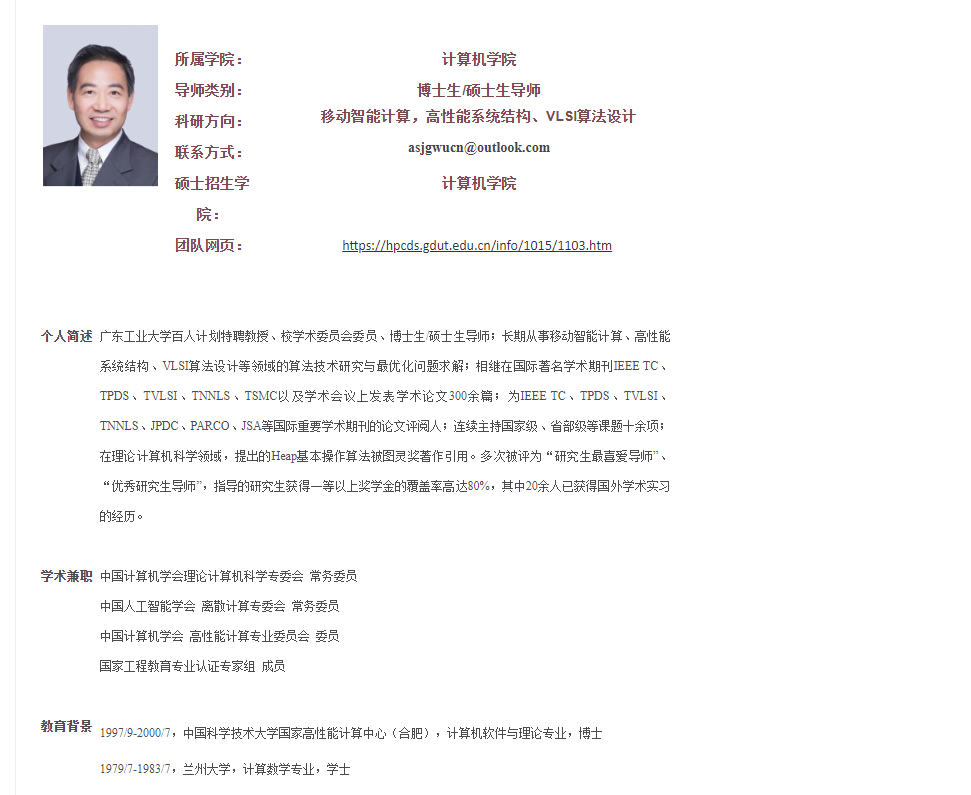 所属学院：
计算机学院
导师类别：
博士生/硕士生导师
科研方向：
移动智能计算，高性能系统结构、VLSI算法设计
联系方式：
asjgwucn@outlook.com
硕士招生学
院：
计算机学院
团队网页：
https://hpcds.gdut.edu.cn/info/1015/1103.htm
个人简述
广东工业大学百人计划特聘教授、校学术委员会委员、博士生/硕士生导师；长期从事移动智能计算、高性能
系统结构、VLSI算法设计等领域的算法技术研究与最优化问题求解；相继在国际著名学术期刊IEEE TC、
TPDS、TVLSI、TNNLS、TSMC以及学术会议上发表学术论文300余篇；为IEEE TC、TPDS、TVLSI、
TNNLS、JPDC、PARCO、JSA等国际重要学术期刊的论文评阅人；连续主持国家级、省部级等课题十余项；
在理论计算机科学领域，提出的Heap基本操作算法被图灵奖著作引用。多次被评为“研究生最喜爱导师”、
“优秀研究生导师”，指导的研究生获得一等以上奖学金的覆盖率高达80%，其中20余人已获得国外学术实习
的经历。
学术兼职
中国计算机学会理论计算机科学专委会 常务委员
中国人工智能学会 离散计算专委会 常务委员
中国计算机学会 高性能计算专业委员会 委员
国家工程教育专业认证专家组 成员
教育背景
1997/9-2000/7，中国科学技术大学国家高性能计算中心（合肥），计算机软件与理论专业，博士
1979/7-1983/7，兰州大学，计算数学专业，学士